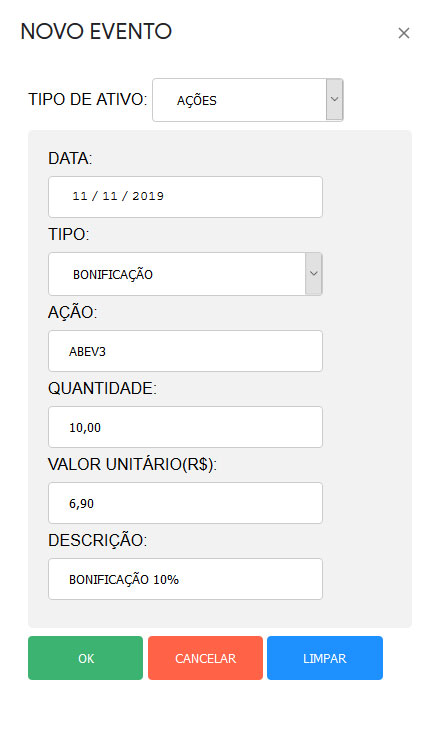 NOVO EVENTO ×
TIPO DE ATIVO: AÇÕES
DATA:
11 / 11 / 2019
TIPO:
BONIFICAÇÃO
AÇÃO:
ABEV3
QUANTIDADE:
10,00
VALOR UNITÁRIO(R$):
6,90
DESCRIÇÃO:
BONIFICAÇÃO 10%
OK CANCELAR LIMPAR